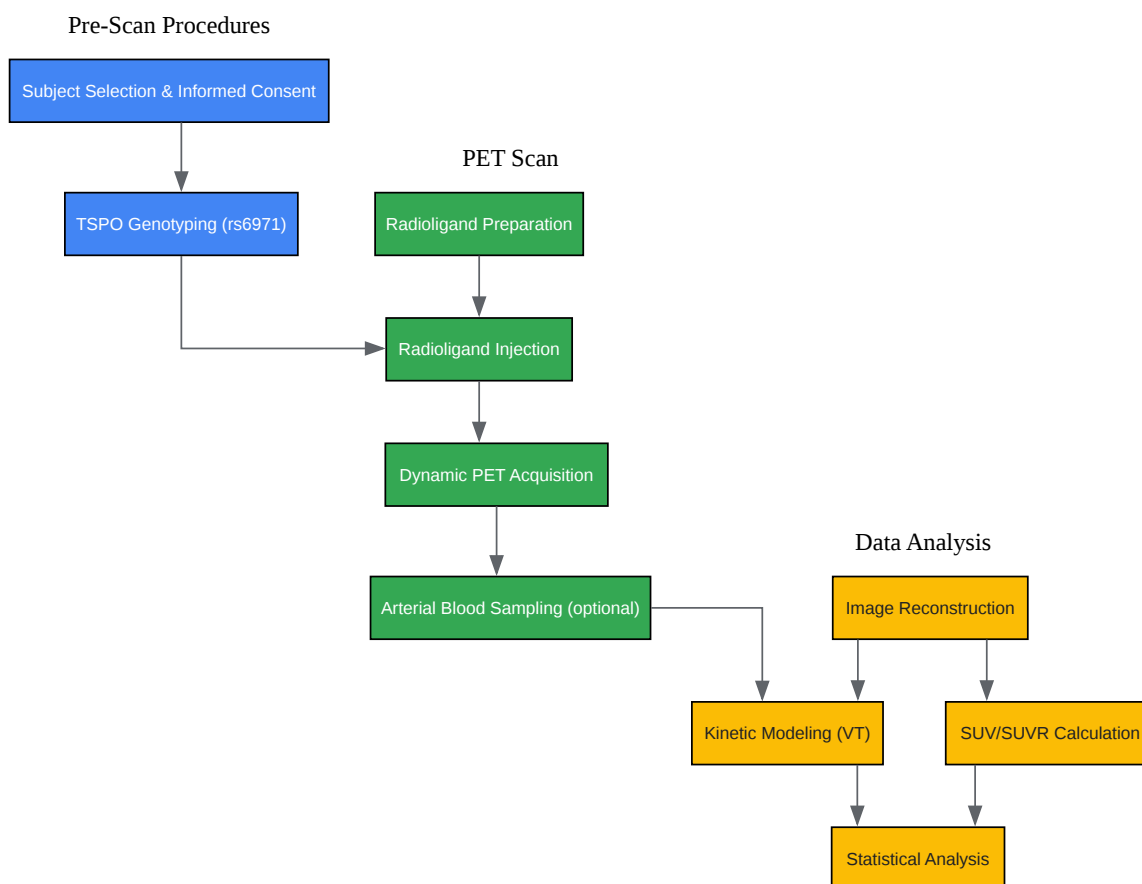 Pre-Scan Procedures
Subject Selection & Informed Consent
PET Scan
TSPO Genotyping (rs6971)
Radioligand Preparation
Radioligand Injection
Dynamic PET Acquisition
Data Analysis
Arterial Blood Sampling (optional)
Image Reconstruction
Kinetic Modeling (VT)
SUV/SUVR Calculation
Statistical Analysis